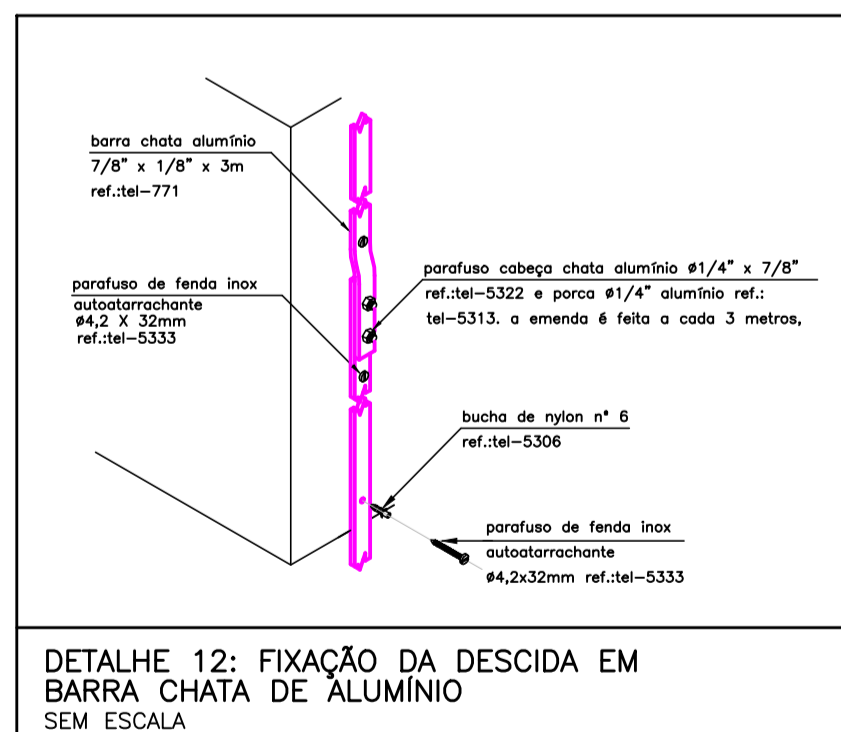 barra chata alumínio
7/8" x 1/8" x 3m
ref.:tel-771
parafuso de fenda inox
autoatarrachante
ø4,2 X 32mm
ref.:tel-5333
parafuso cabeça chata alumínio ø1/4" x 7/8"
ref.:tel-5322 e porca ø1/4" alumínio ref.:
tel-5313. a emenda é feita a cada 3 metros,
bucha de nylon n° 6
ref.:tel-5306
parafuso de fenda inox
autoatarrachante
ø4,2x32mm ref.:tel-5333
DETALHE 12: FIXAÇÃO DA DESCIDA EM
BARRA CHATA DE ALUMÍNIO
SEM ESCALA